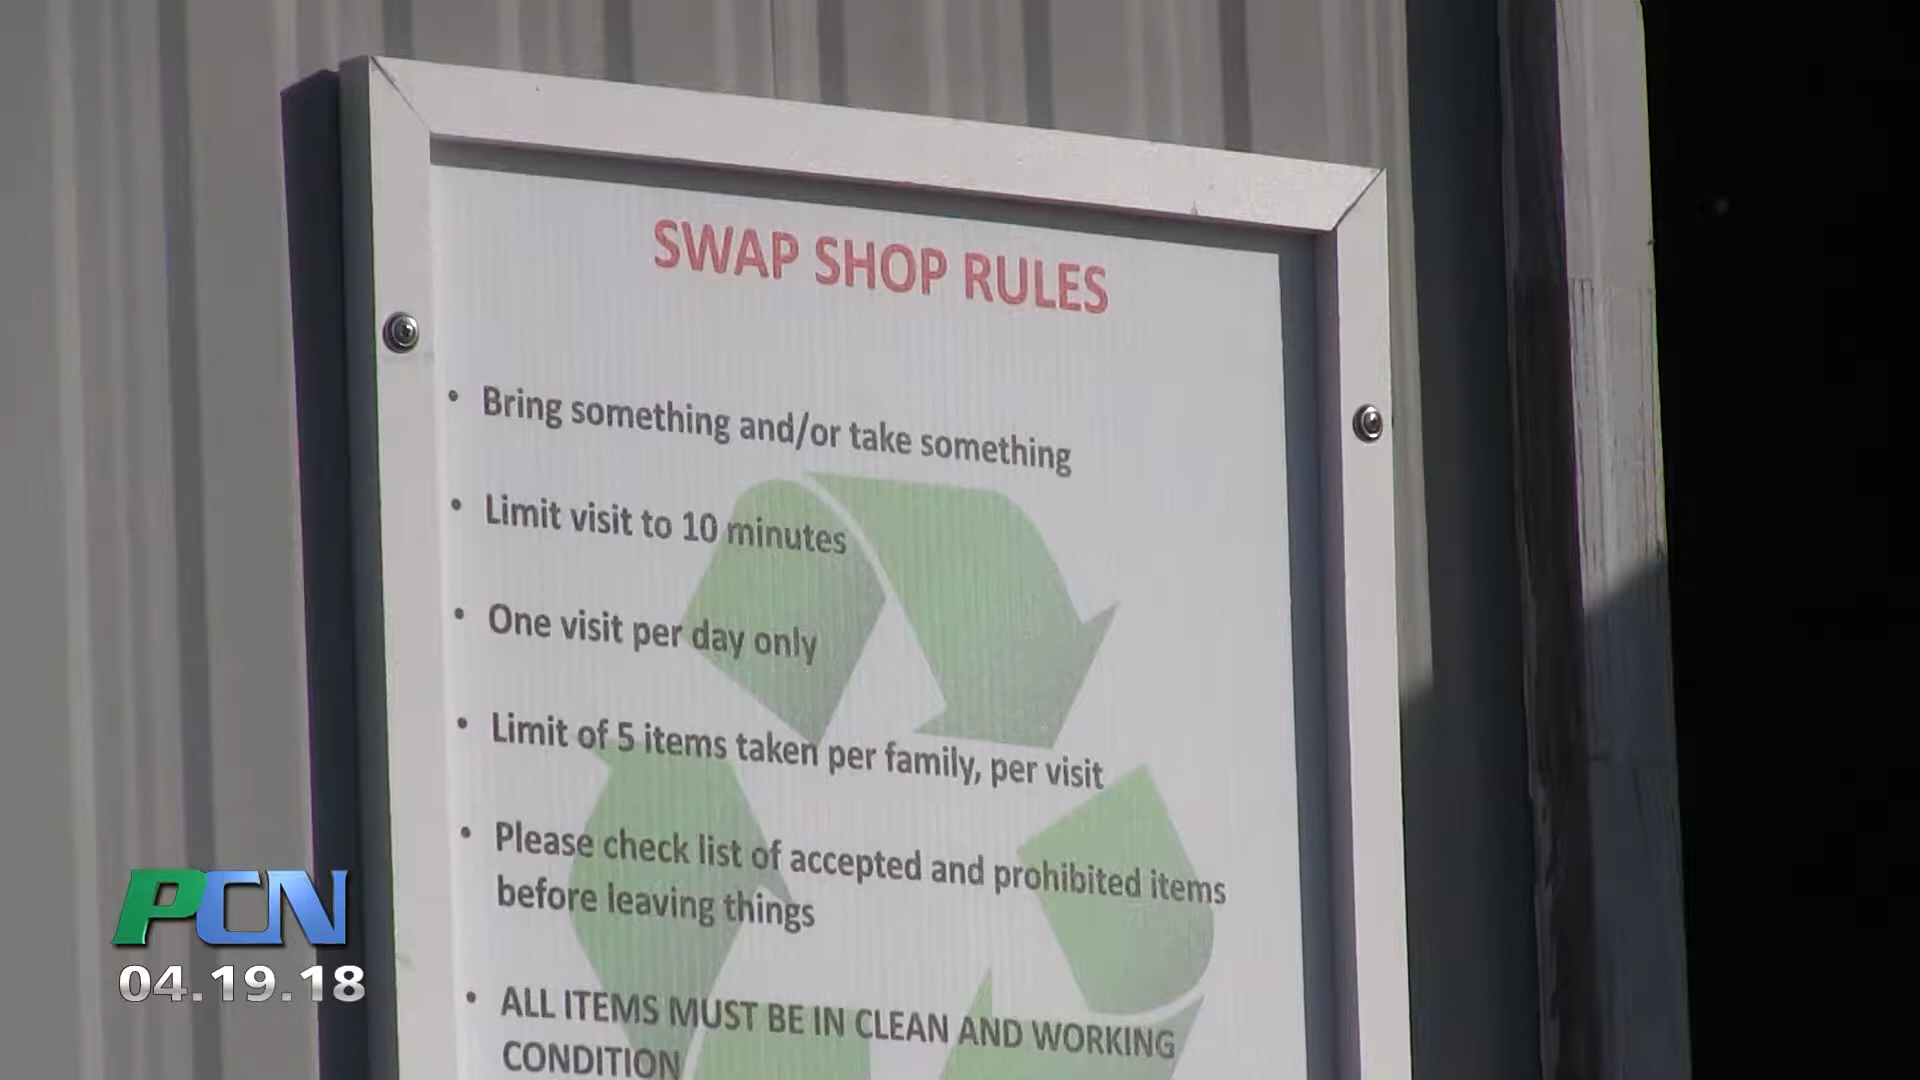 SWAP SHOP RULES
• Bring something and/or take something
• Limit visit to 10 minutes
• One visit per day only
• Limit of 5 items taken per family, per visit
• Please check list of accepted and prohibited items
before leaving things
• ALL ITEMS MUST BE IN CLEAN AND WORKING
CONDITION
PCN
04.19.18